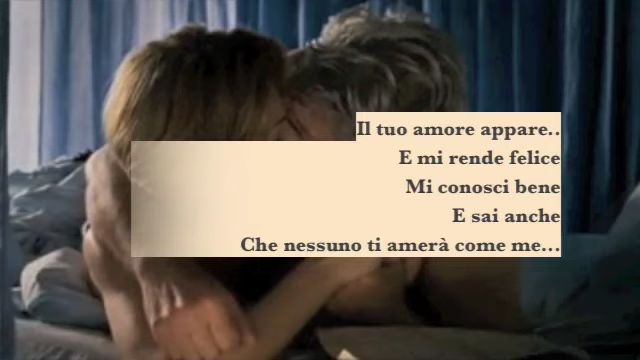 Il tuo amore appare..
E mi rende felice
Mi conosci bene
E sai anche
Che nessuno ti amerà come me...